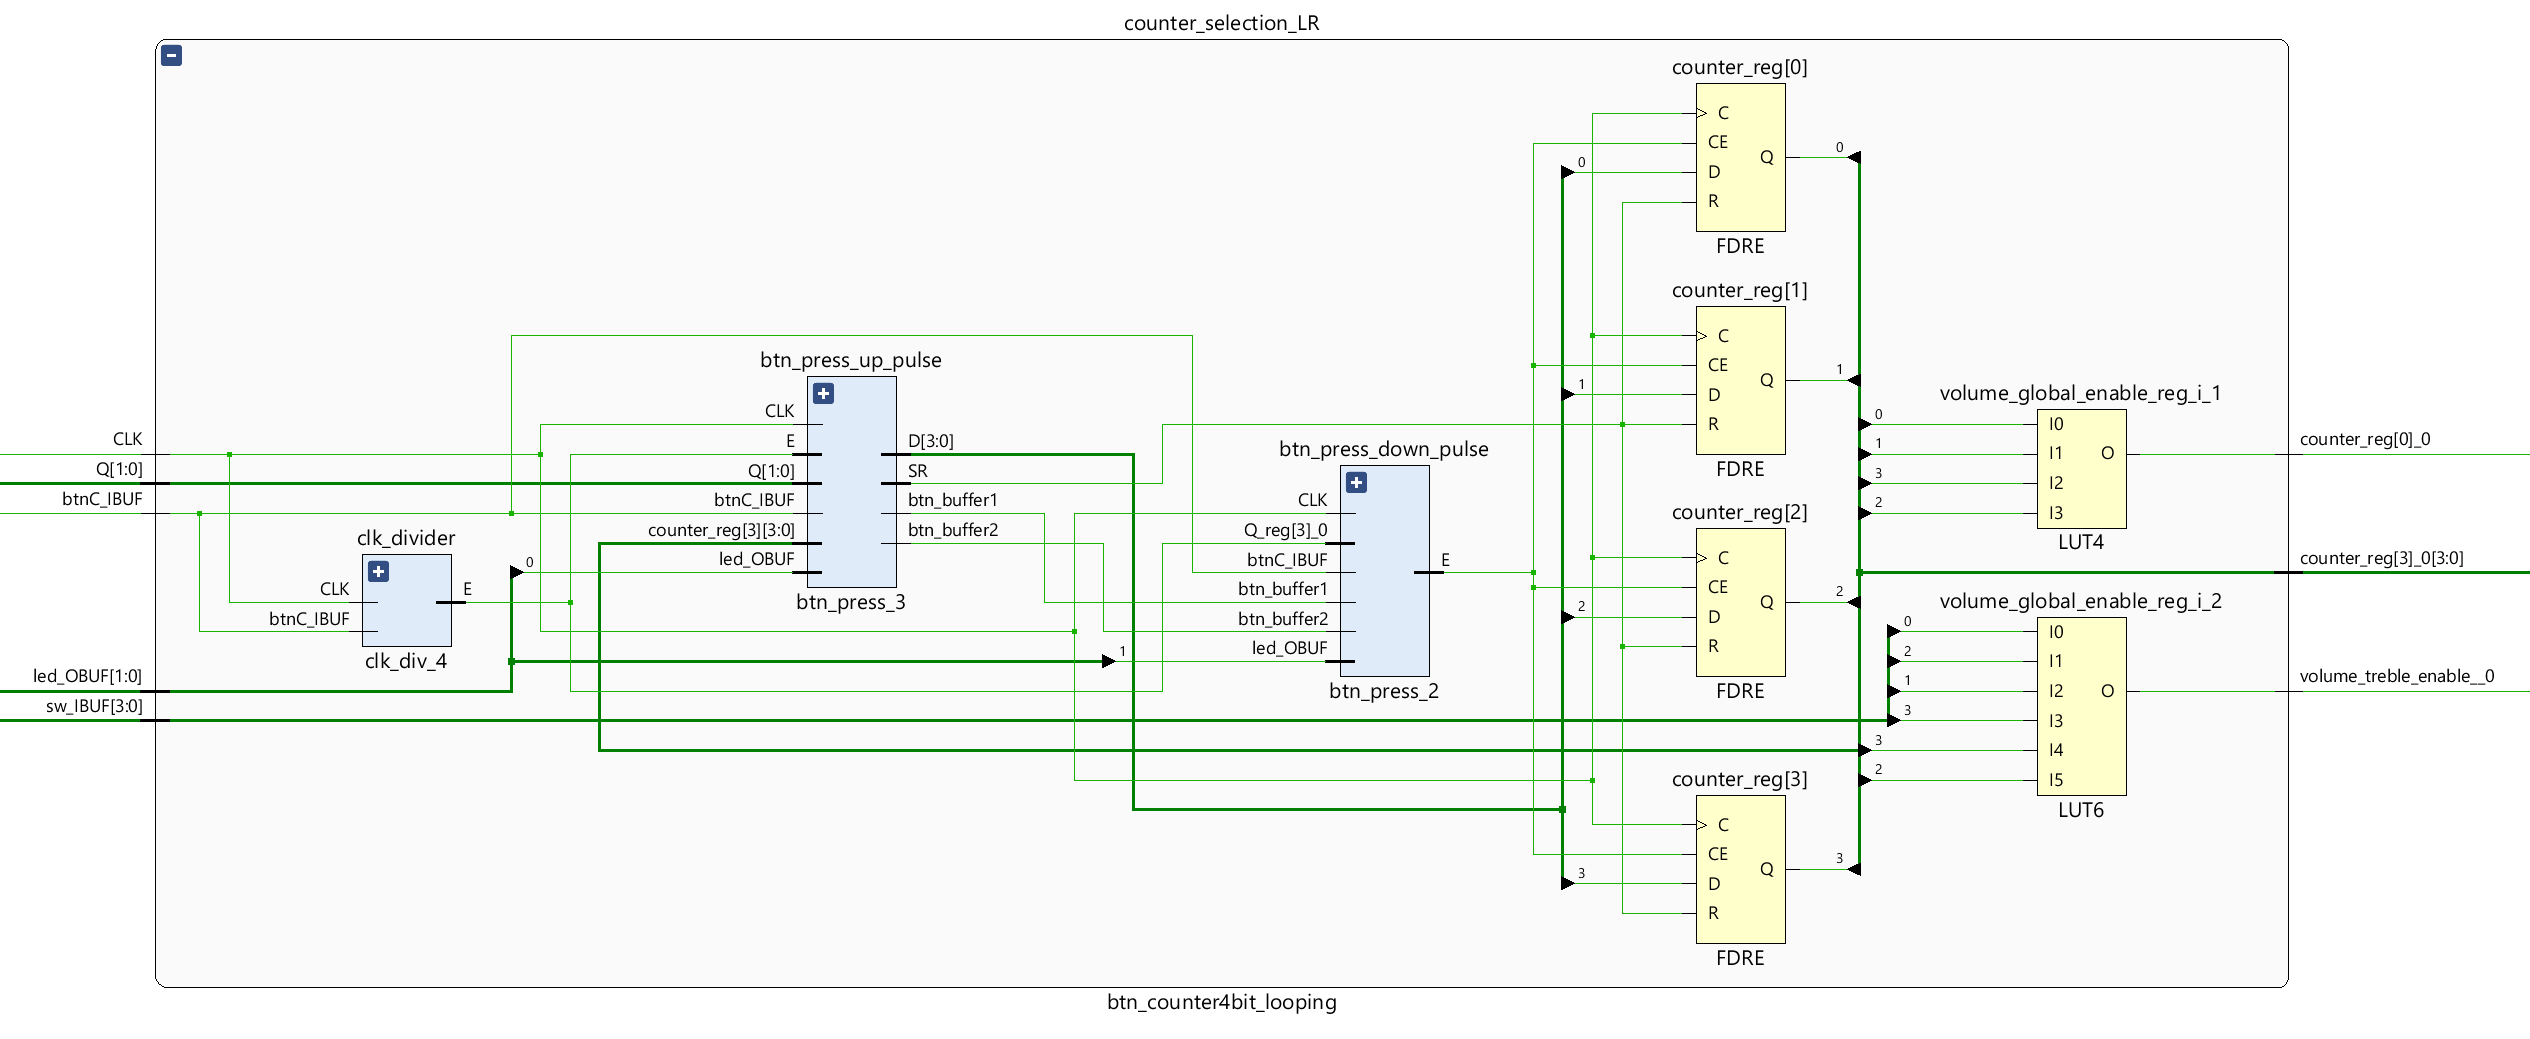 counter_selection_LR
CLK
Q[1:0]
btnC_IBUF
led_OBUF[1:0]
sw_IBUF[3:0]
clk_divider
CLK
btnC_IBUF
E
clk_div_4
0
1
btn_press_up_pulse
CLK
E
Q[1:0]
btnC_IBUF
counter_reg[3][3:0]
led_OBUF
D[3:0]
SR
btn_buffer1
btn_buffer2
btn_press_3
btn_press_down_pulse
CLK
Q_reg[3]_0
btnC_IBUF
btn_buffer1
btn_buffer2
led_OBUF
E
btn_press_2
counter_reg[0]
C
CE
0
D
R
Q
0
FDRE
counter_reg[1]
C
CE
1
D
R
Q
1
FDRE
counter_reg[2]
C
CE
2
D
R
Q
2
FDRE
counter_reg[3]
C
CE
3
D
R
Q
3
FDRE
volume_global_enable_reg_i_1
0 I0
1 I1
3 I2
2 I3
O
LUT4
volume_global_enable_reg_i_2
0 I0
2 I1
1 I2
3 I3
3 I4
2 I5
O
LUT6
counter_reg[0]_0
counter_reg[3]_0[3:0]
volume_treble_enable__0
btn_counter4bit_looping